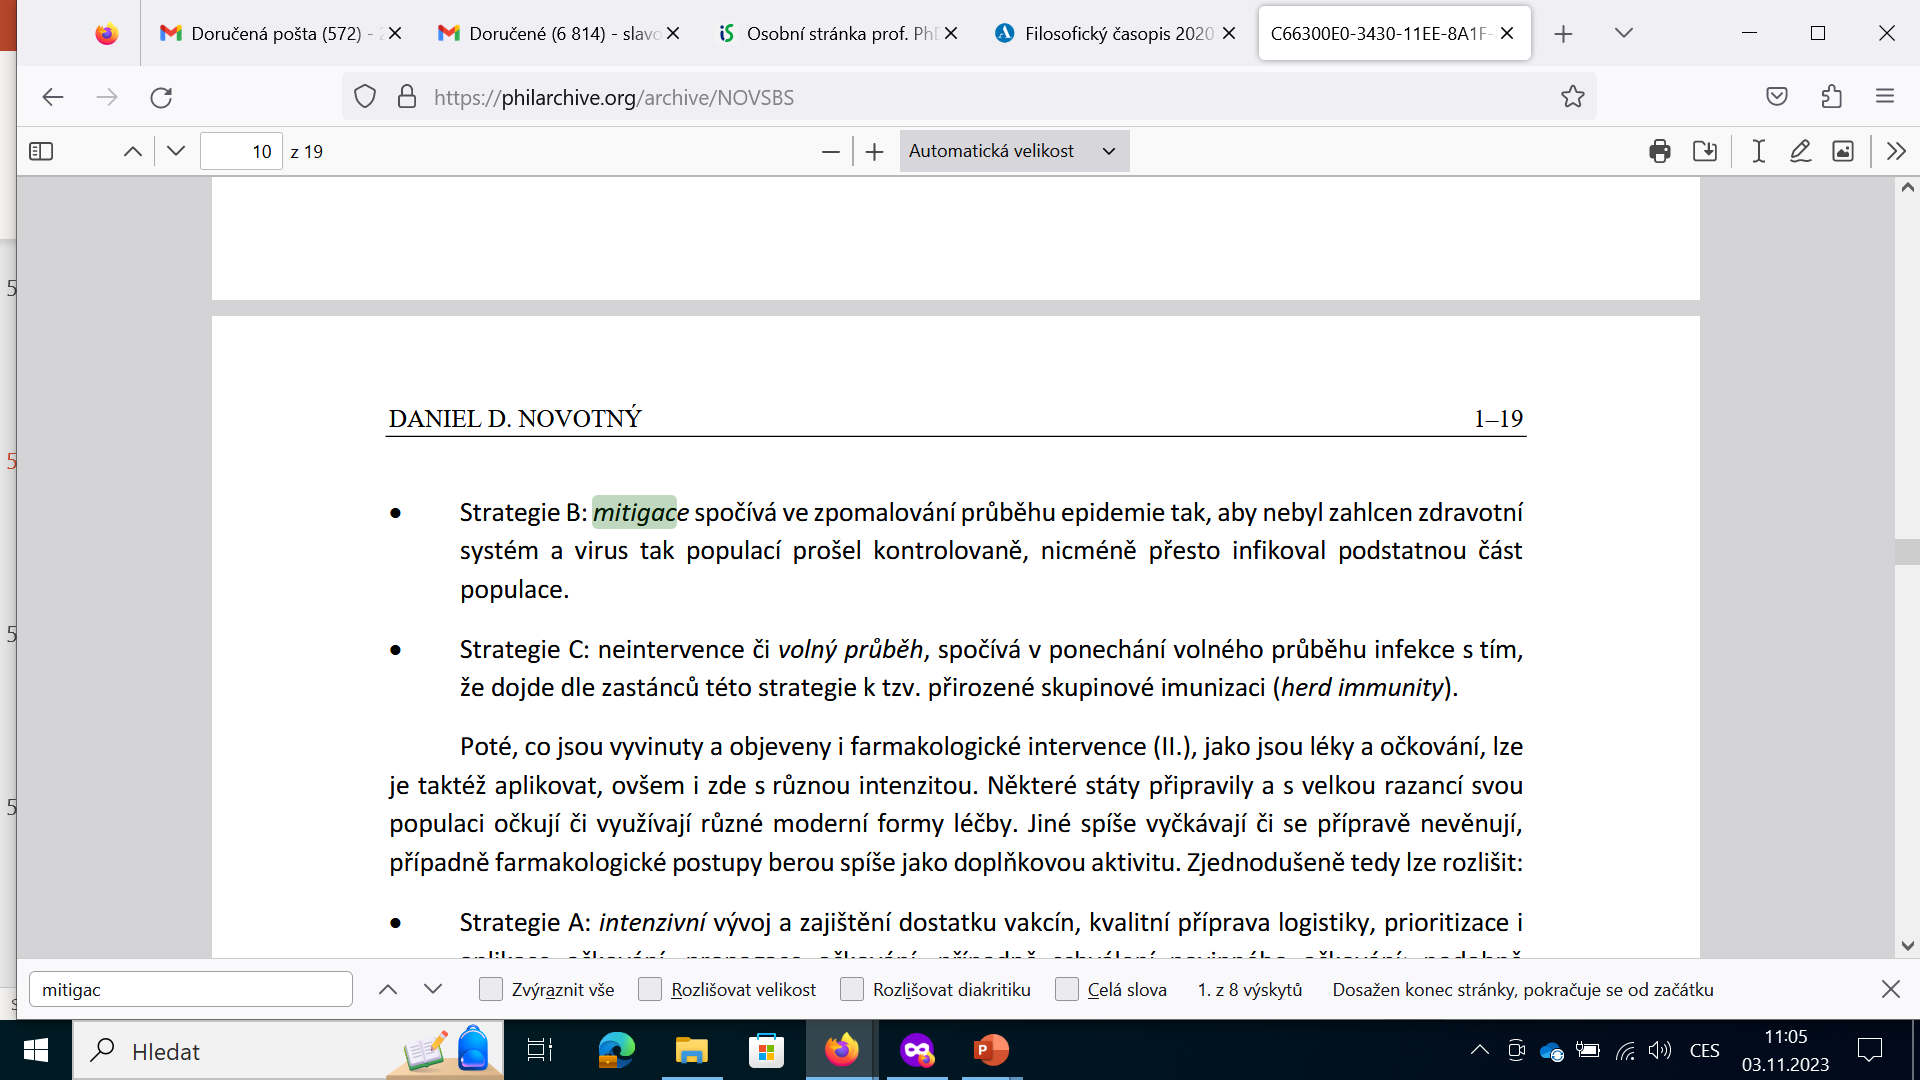 Doručená pošta (572) - 
Doručené (6 814) - slavo
Osobní stránka prof. PhD
Filosofický časopis 2020
C66300E0-3430-11EE-8A1F-
https://philarchive.org/archive/NOVSBS
10 z 19
Automatická velikost
DANIEL D. NOVOTNÝ 1–19
• Strategie B: mitigace spočívá ve zpomalování průběhu epidemie tak, aby nebyl zahlcen zdravotní
systém a virus tak populací prošel kontrolovaně, nicméně přesto infikoval podstatnou část
populace.
• Strategie C: neintervence či volný průběh, spočívá v ponechání volného průběhu infekce s tím,
že dojde dle zastánců této strategie k tzv. přirozené skupinové imunizaci (herd immunity).
Poté, co jsou vyvinuty a objeveny i farmakologické intervence (II.), jako jsou léky a očkování, lze
je taktéž aplikovat, ovšem i zde s různou intenzitou. Některé státy připravily a s velkou razancí svou
populaci očkují či využívají různé moderní formy léčby. Jiné spíše vyčkávají či se přípravě nevěnují,
případně farmakologické postupy berou spíše jako doplňkovou aktivitu. Zjednodušeně tedy lze rozlišit:
• Strategie A: intenzivní vývoj a zajištění dostatku vakcín, kvalitní příprava logistiky, prioritizace i
5
5
5
5
mitigac
Zvýraznit vše
Rozlišovat velikost
Rozlišovat diakritiku
Celá slova
1. z 8 výskytů
Dosažen konec stránky, pokračuje se od začátku
Hledat
CES
11:05
03.11.2023